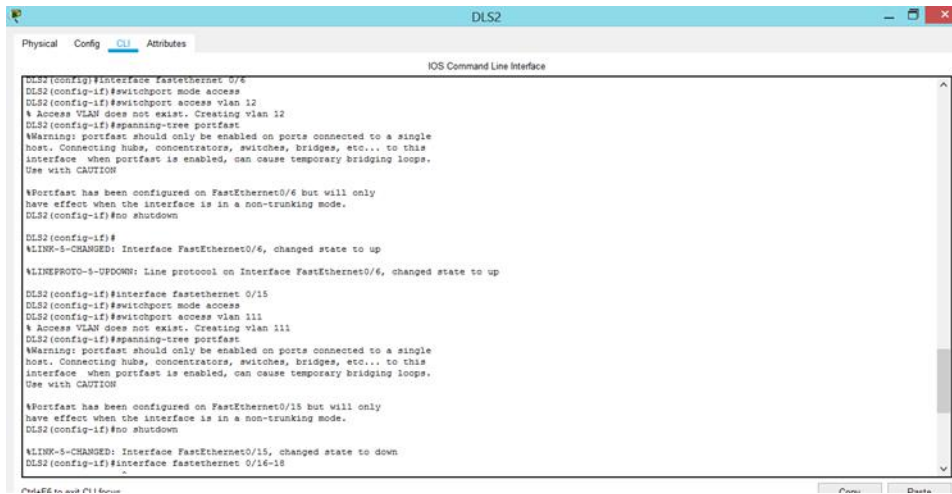 DLS2
Physical Config CLI Attributes
IOS Command Line Interface
DLS2(config)#interface fastethernet 0/6
DLS2(config-if)#switchport mode access
DLS2(config-if)#switchport access vlan 12
% Access VLAN does not exist. Creating vlan 12
DLS2(config-if)#spanning-tree portfast
%Warning: portfast should only be enabled on ports connected to a single
host. Connecting hubs, concentrators, switches, bridges, etc... to this
interface when portfast is enabled, can cause temporary bridging loops.
Use with CAUTION
%Portfast has been configured on FastEthernet0/6 but will only
have effect when the interface is in a non-trunking mode.
DLS2(config-if)#no shutdown
DLS2(config-if)#
%LINK-5-CHANGED: Interface FastEthernet0/6, changed state to up
%LINEPROTO-5-UPDOWN: Line protocol on Interface FastEthernet0/6, changed state to up
DLS2(config-if)#interface fastethernet 0/15
DLS2(config-if)#switchport mode access
DLS2(config-if)#switchport access vlan 111
% Access VLAN does not exist. Creating vlan 111
DLS2(config-if)#spanning-tree portfast
%Warning: portfast should only be enabled on ports connected to a single
host. Connecting hubs, concentrators, switches, bridges, etc... to this
interface when portfast is enabled, can cause temporary bridging loops.
Use with CAUTION
%Portfast has been configured on FastEthernet0/15 but will only
have effect when the interface is in a non-trunking mode.
DLS2(config-if)#no shutdown
%LINK-5-CHANGED: Interface FastEthernet0/15, changed state to down
DLS2(config-if)#interface fastethernet 0/16-18
^
Ctrl+F6 to exit CLI focus
Copy Paste